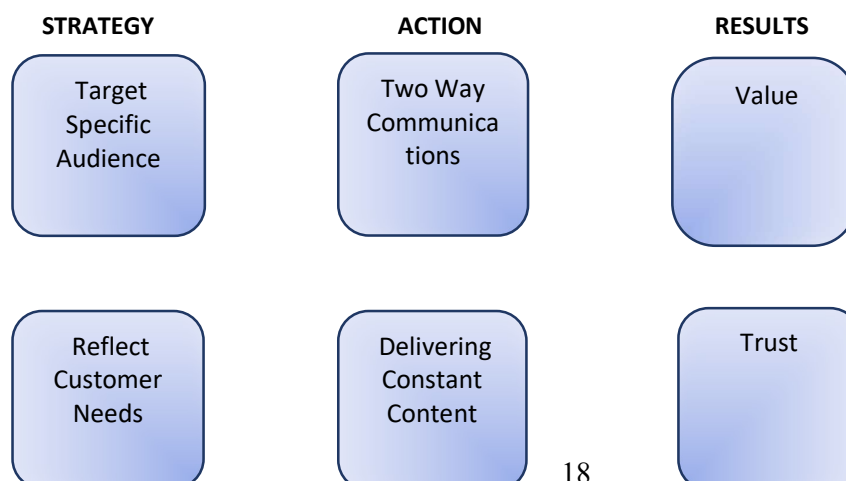 STRATEGY
ACTION
RESULTS
Target
Specific
Audience
Two Way
Communica
tions
Value
Reflect
Customer
Needs
Delivering
Constant
Content
Trust
18